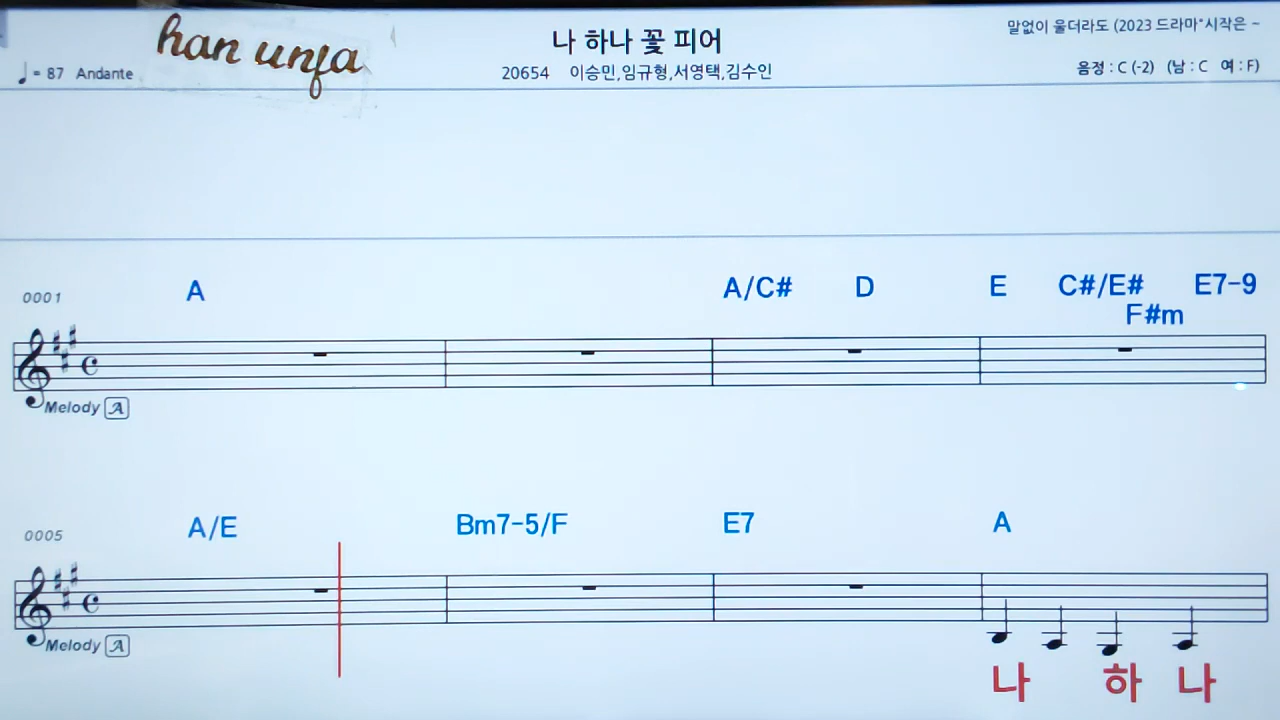 han unfa
나 하나 꽃 피어
말없이 울더라도 (2023 드라마"시작은 ~
♩= 87 Andante
20654 이승민,임규형,서영택,김수인
음정 : C (-2) (남 : C 여 : F)
A A/C# D E C#/E# E7-9
F#m
0001
Melody A
A/E Bm7-5/F E7 A
0005
Melody A
나 하 나